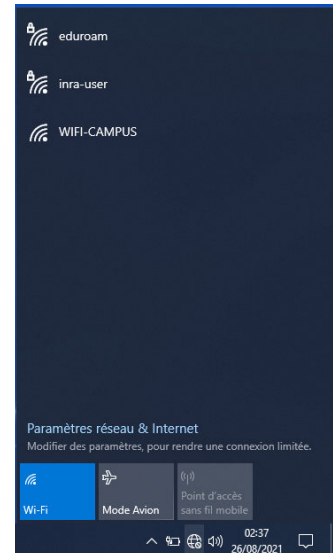 eduroam
inra-user
WIFI-CAMPUS
Paramètres réseau & Internet
Modifier des paramètres, pour rendre une connexion limitée.
Wi-Fi
Mode Avion
Point d'accès
sans fil mobile
02:37
26/08/2021